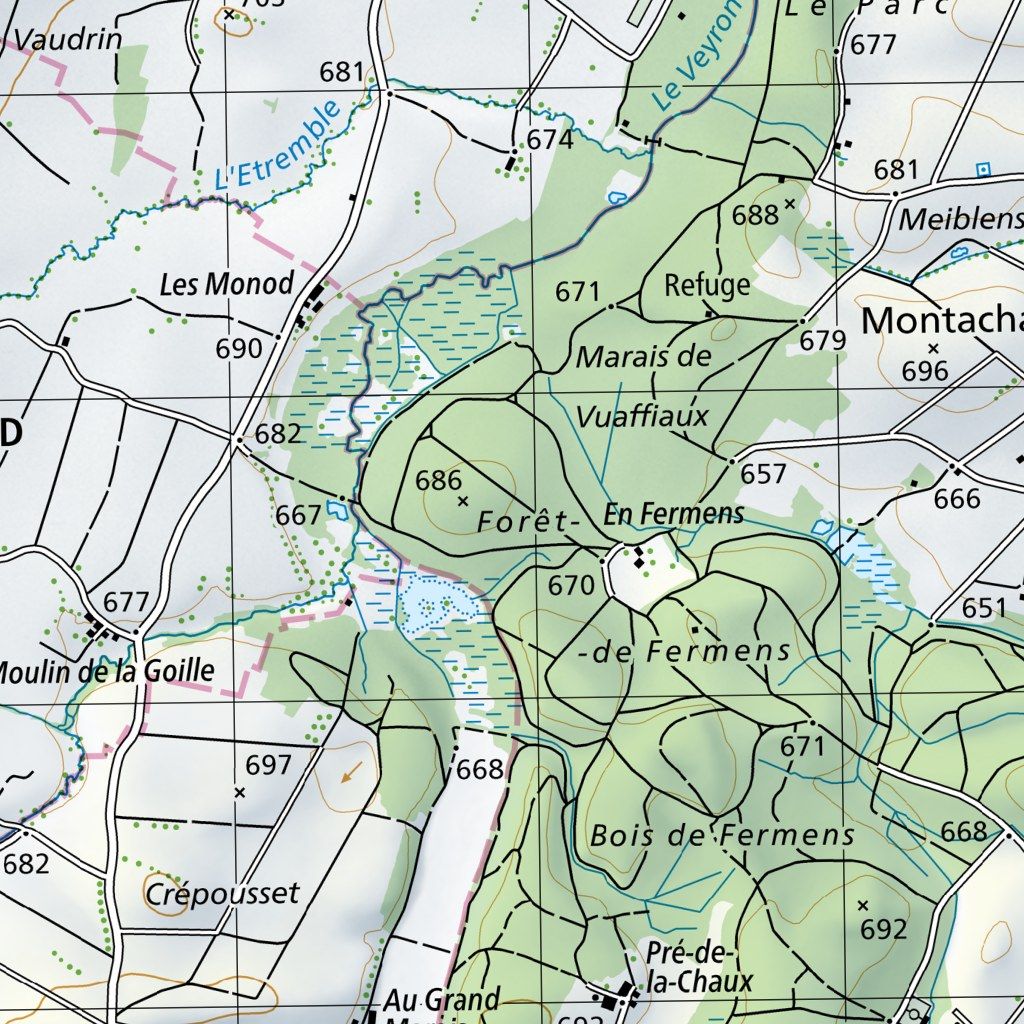 Vaudrin
Le Parc
677
681
Le Veyron
L'Etremble
674
681
688
Meiblens
Les Monod
671
Refuge
690
679
Marais de
696
Vuaffiaux
D
682
657
686
666
667
Forêt-
En Fermens
670
677
651
-de Fermens
Moulin de la Goille
671
697
668
Bois de Fermens
668
682
Crépousset
692
Pré-de-
la-Chaux
Au Grand